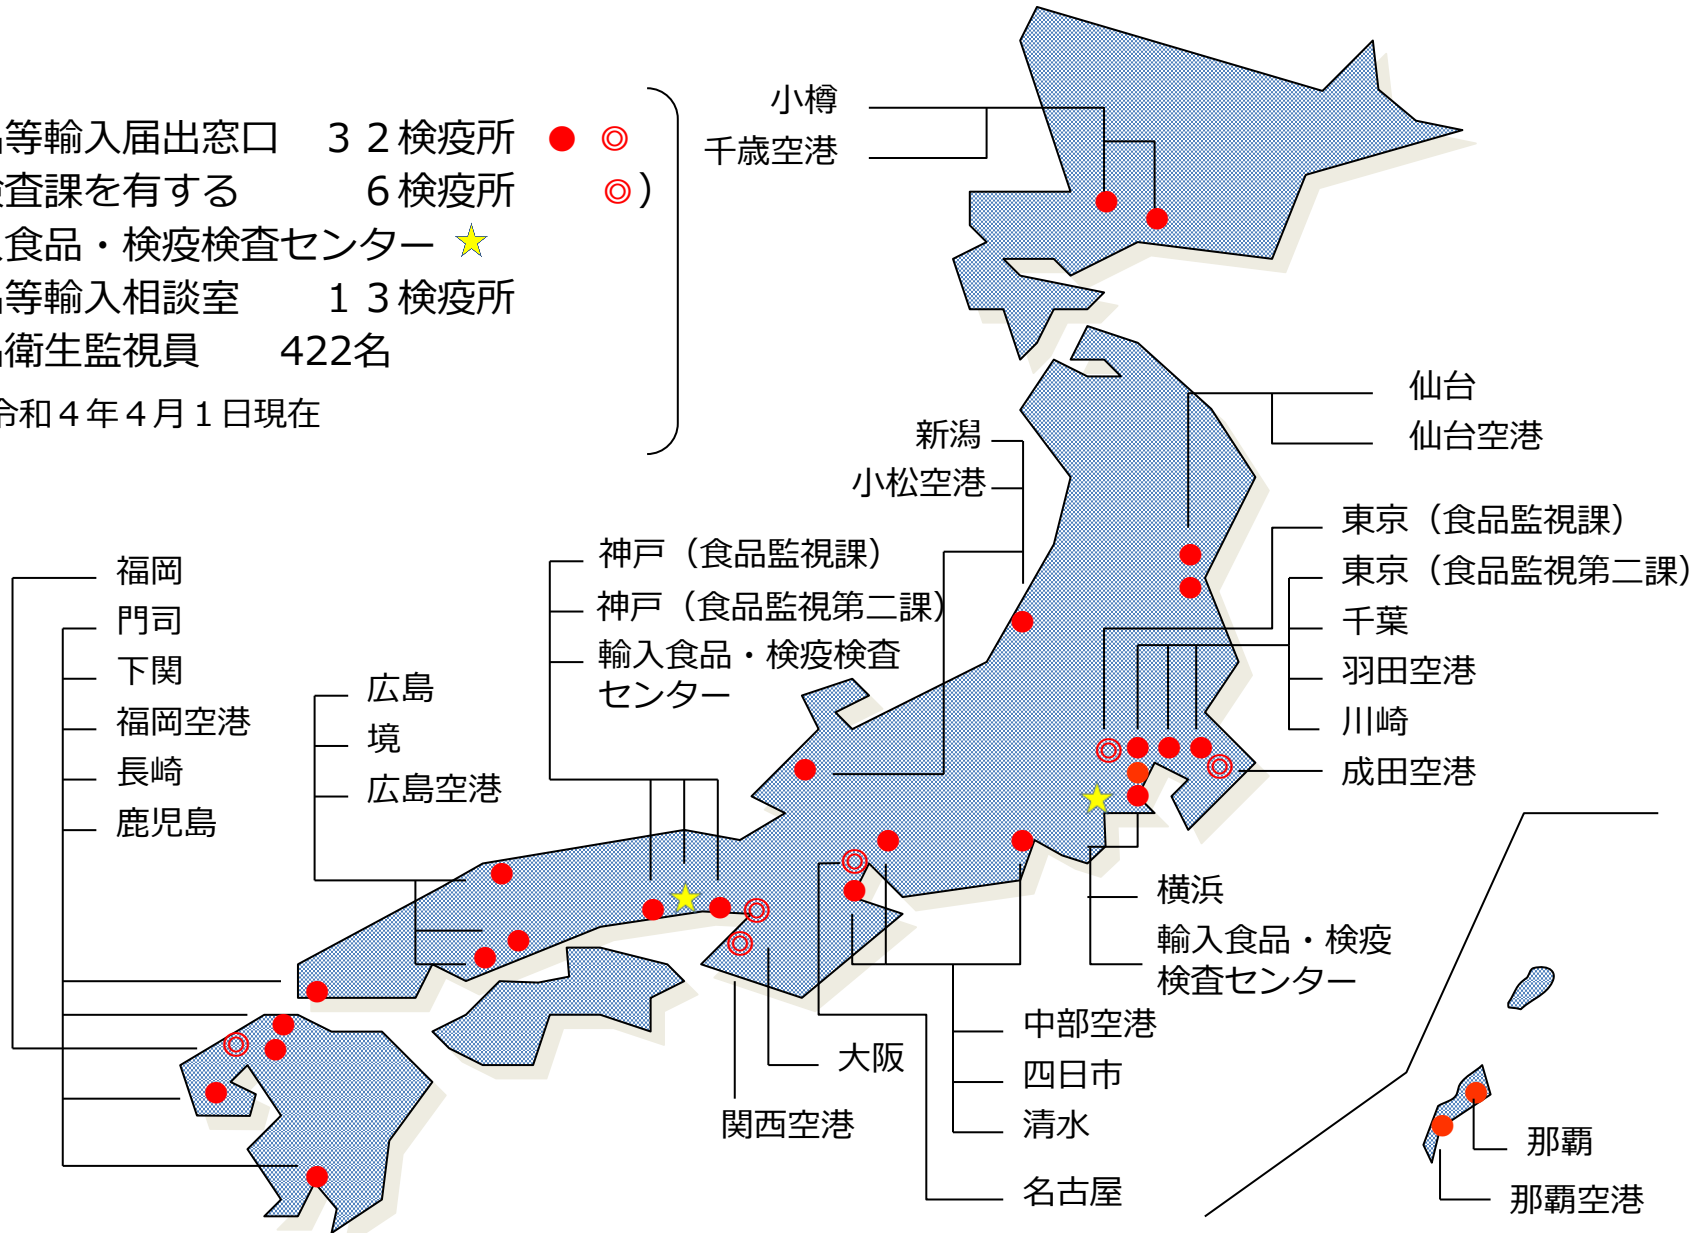 品等輸入届出窓口　３２検疫所 ● ◎
検査課を有する　　　６検疫所　　◎）
入食品・検疫検査センター ★
品等輸入相談室　　１３検疫所
品衛生監視員　　422名
令和４年４月１日現在
小樽
千歳空港
仙台
仙台空港
新潟
小松空港
東京（食品監視課）
東京（食品監視第二課）
千葉
羽田空港
川崎
成田空港
神戸（食品監視課）
神戸（食品監視第二課）
輸入食品・検疫検査
センター
福岡
門司
下関
福岡空港
長崎
鹿児島
広島
境
広島空港
横浜
輸入食品・検疫
検査センター
中部空港
四日市
清水
名古屋
大阪
関西空港
那覇
那覇空港